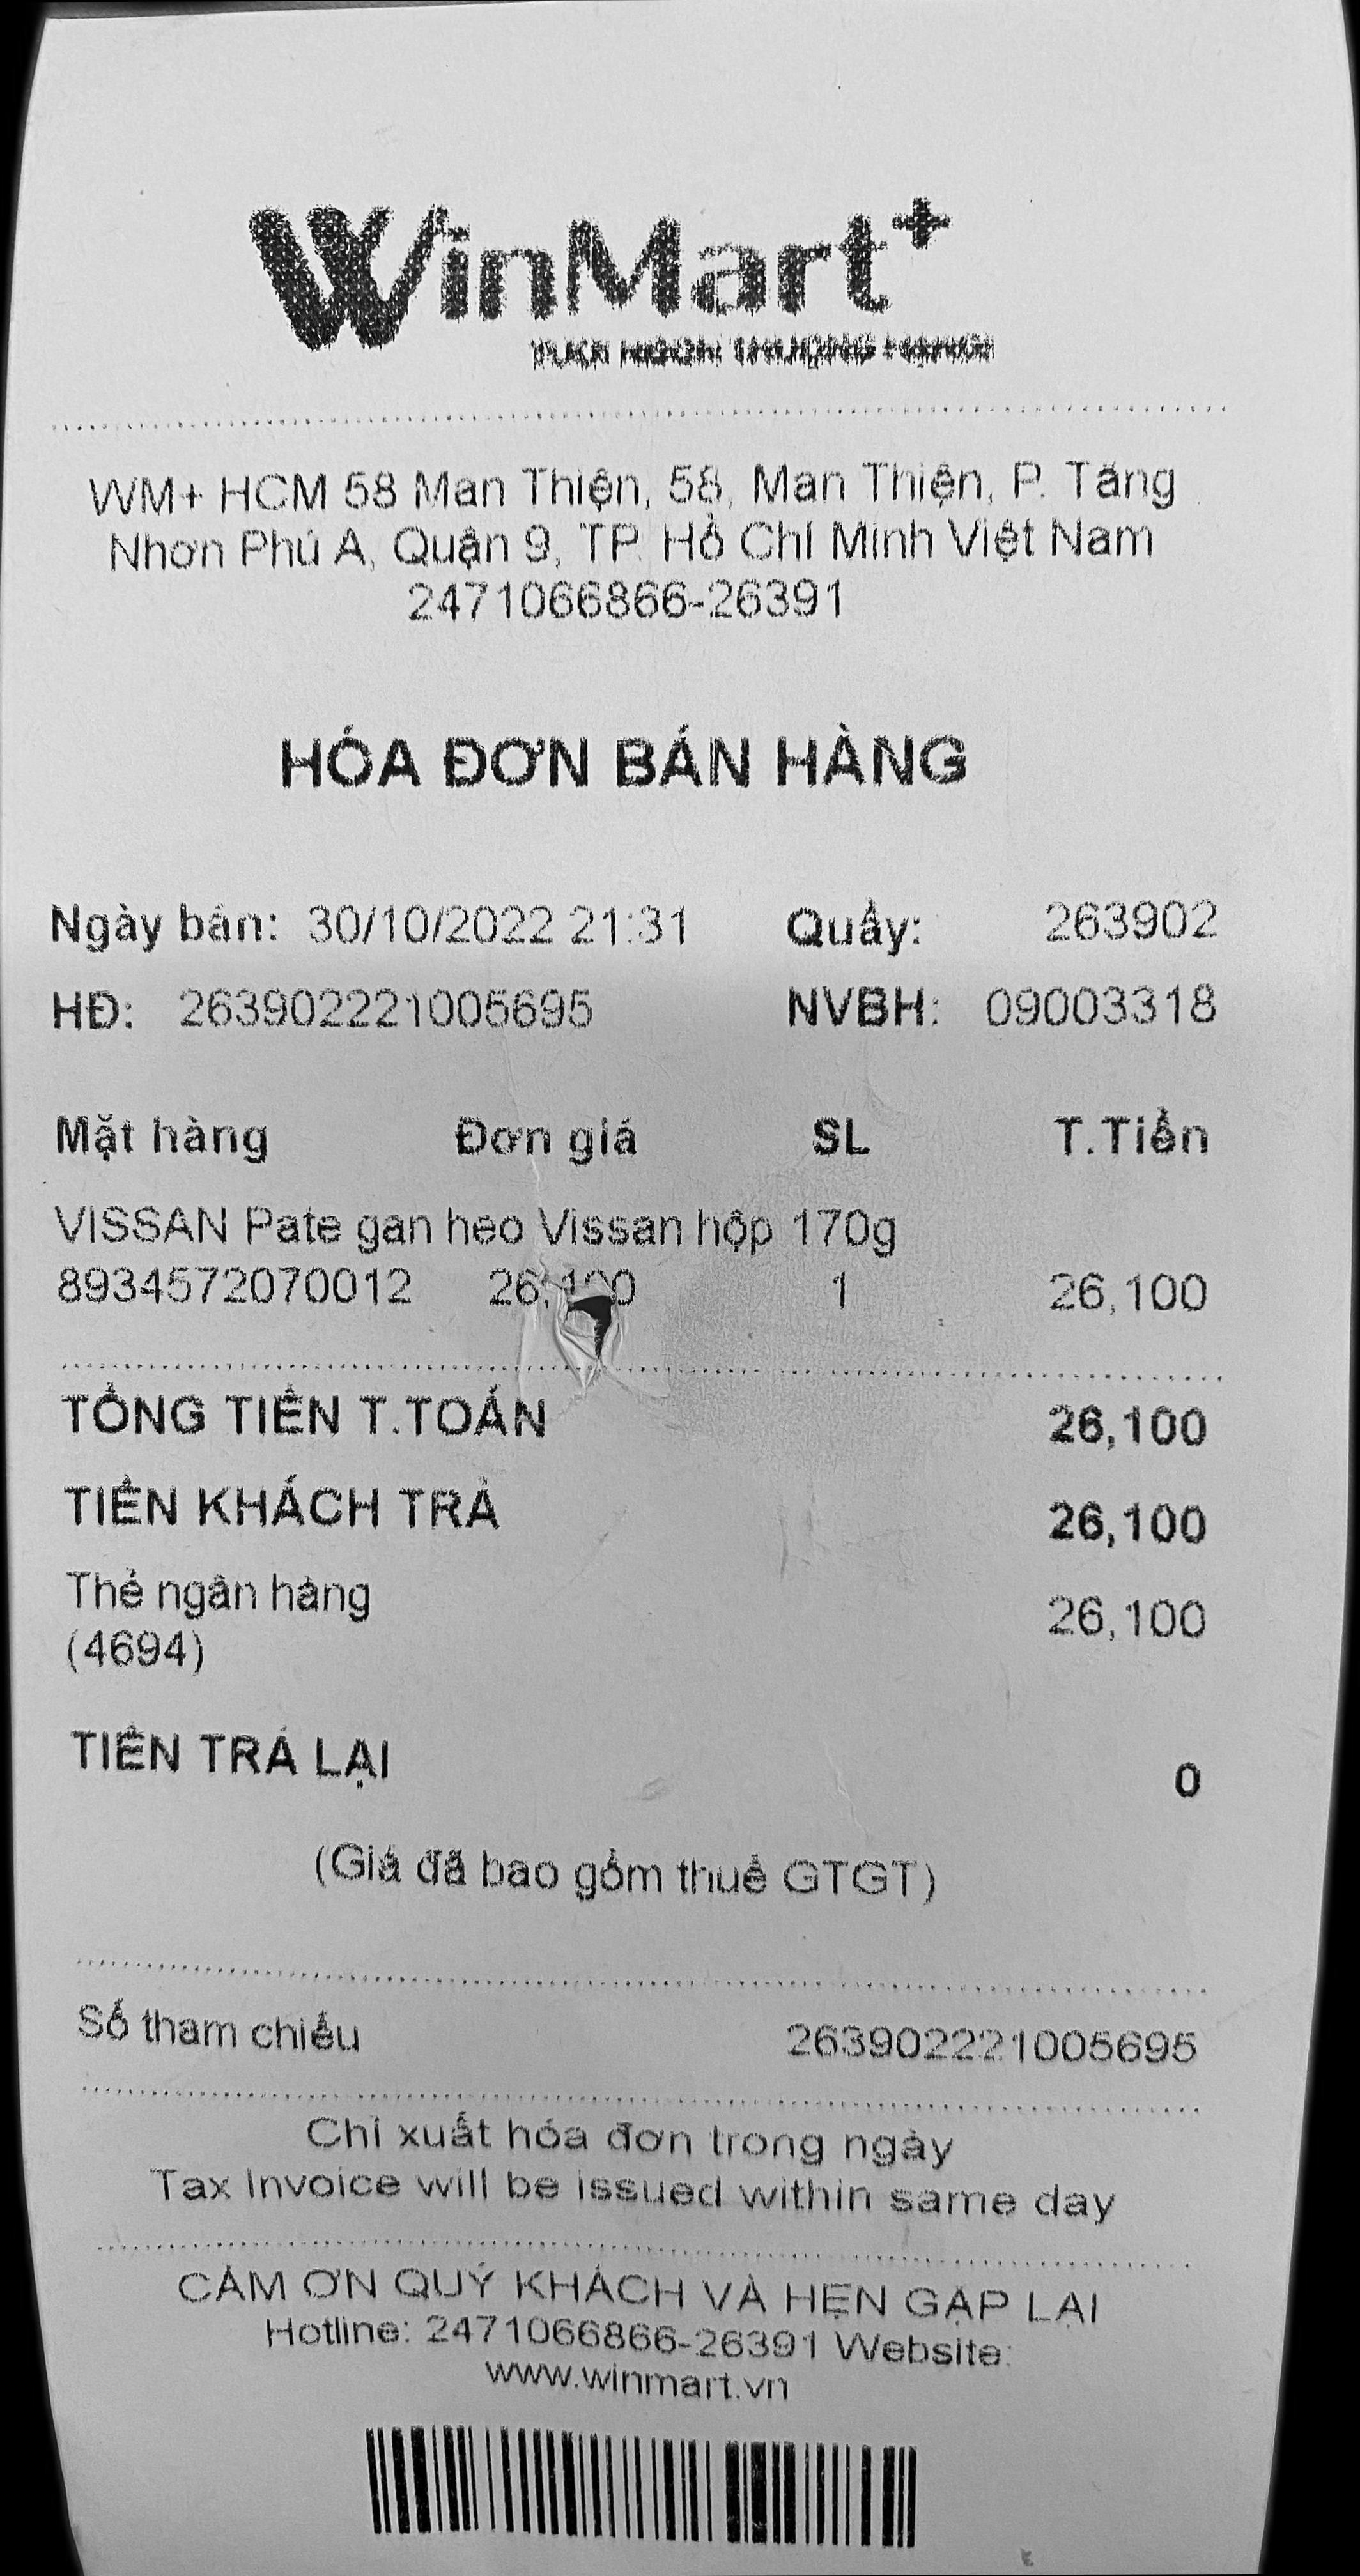 WinMart+
TƯƠI NGON THƯỢNG HẠNG!
WM+ HCM 58 Man Thiện, 58, Man Thiện, P. Tăng
Nhơn Phú A, Quận 9, TP. Hồ Chí Minh Việt Nam
2471066866-26391
HÓA ĐƠN BÁN HÀNG
Ngày bán: 30/10/2022 21:31 Quầy: 263902
HĐ: 263902221005695 NVBH: 09003318
Mặt hàng Đơn giá SL T.Tiền
VISSAN Pate gan heo Vissan hộp 170g
8934572070012 26,100 1 26,100
TỔNG TIỀN T.TOÁN 26,100
TIỀN KHÁCH TRẢ 26,100
Thẻ ngân hàng 26,100
(4694)
TIỀN TRẢ LẠI 0
(Giá đã bao gồm thuế GTGT)
Số tham chiếu 263902221005695
Chỉ xuất hóa đơn trong ngày
Tax Invoice will be issued within same day
CẢM ƠN QUÝ KHÁCH VÀ HẸN GẶP LẠI
Hotline: 2471066866-26391 Website:
www.winmart.vn